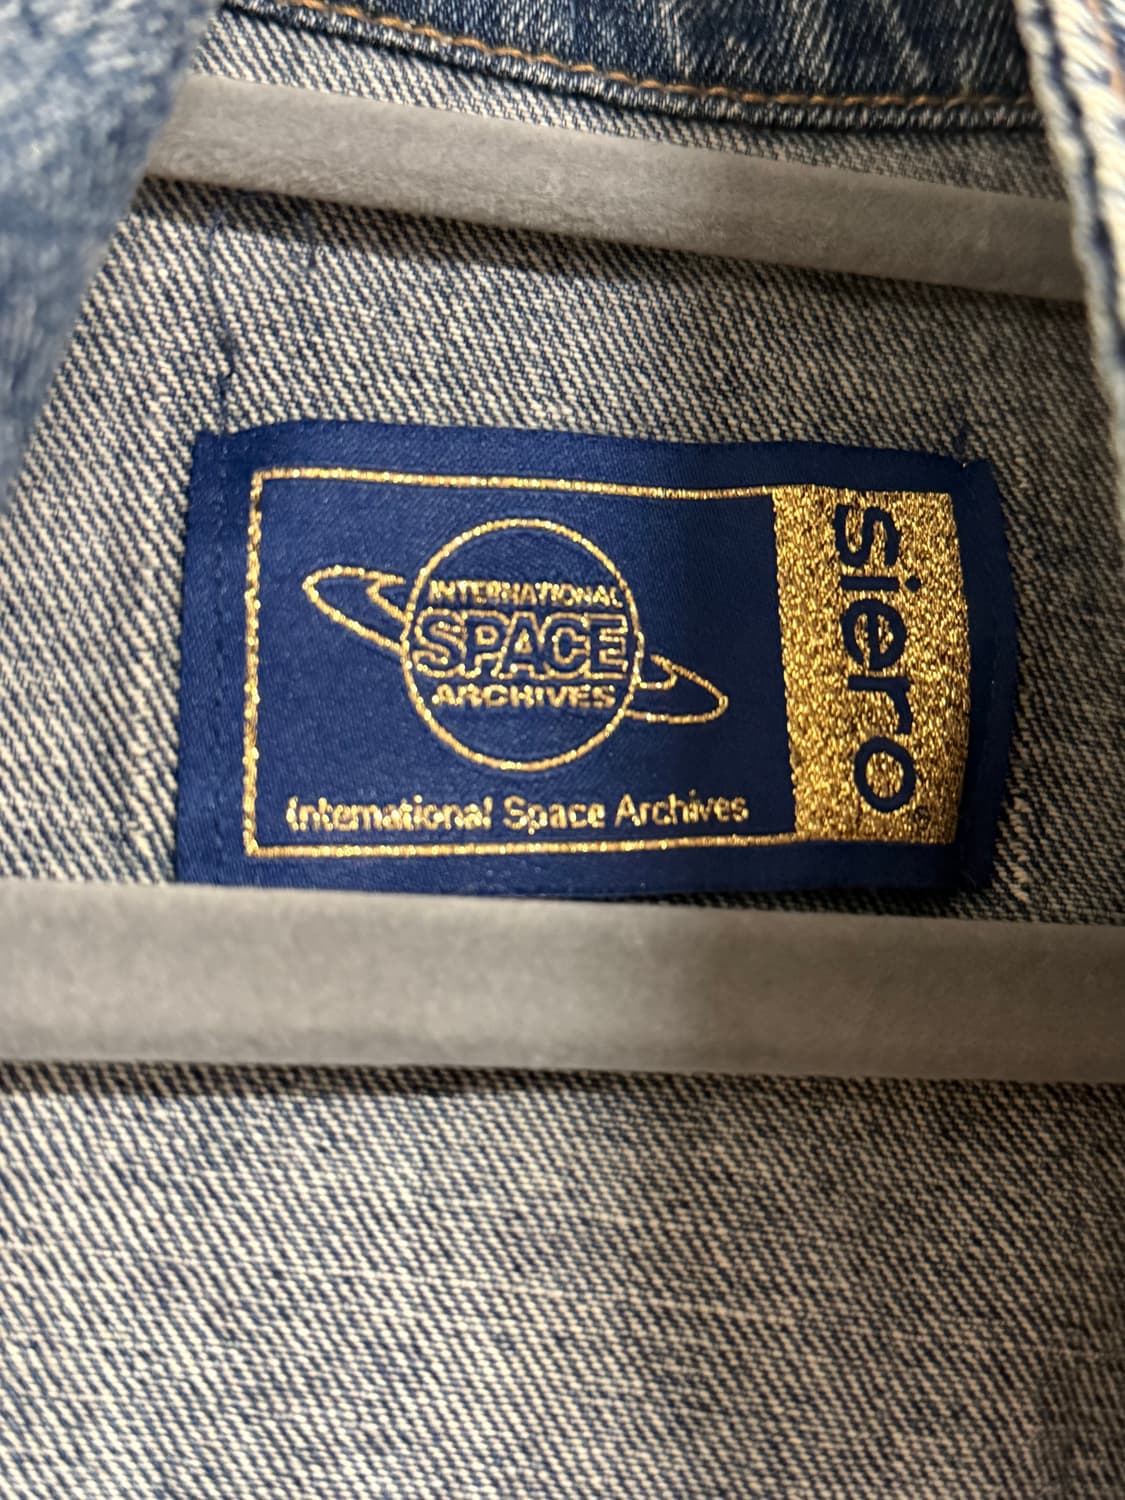 INTERNATIONAL
SPACE
ARCHIVES
International Space Archives
siero